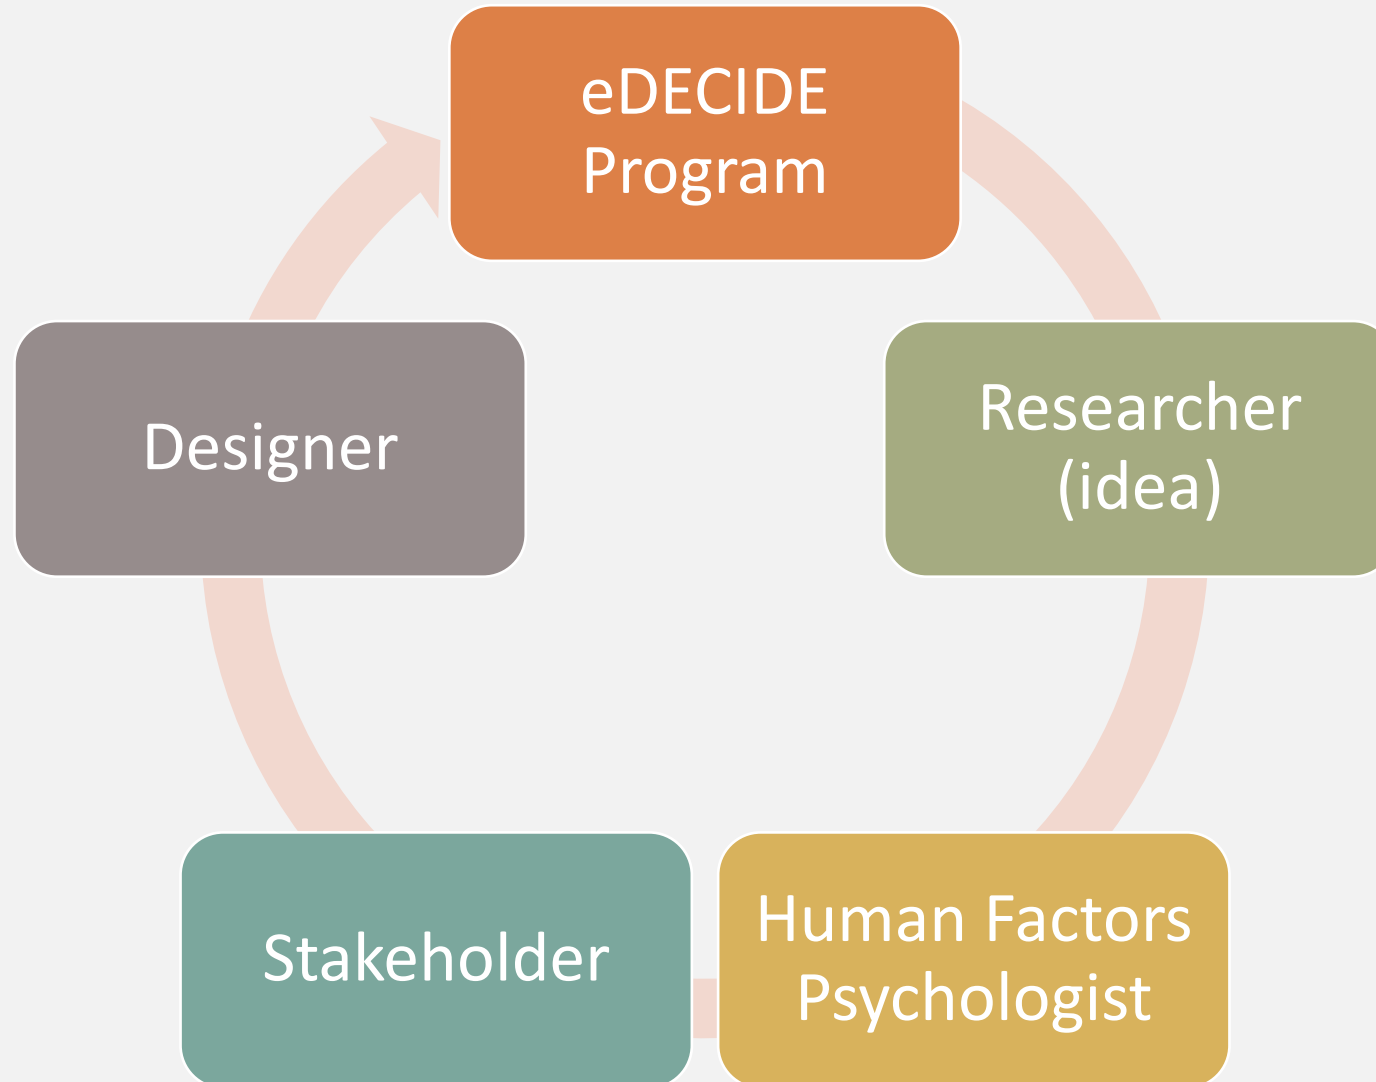 eDECIDE
Program
Researcher
(idea)
Human Factors
Psychologist
Stakeholder
Designer